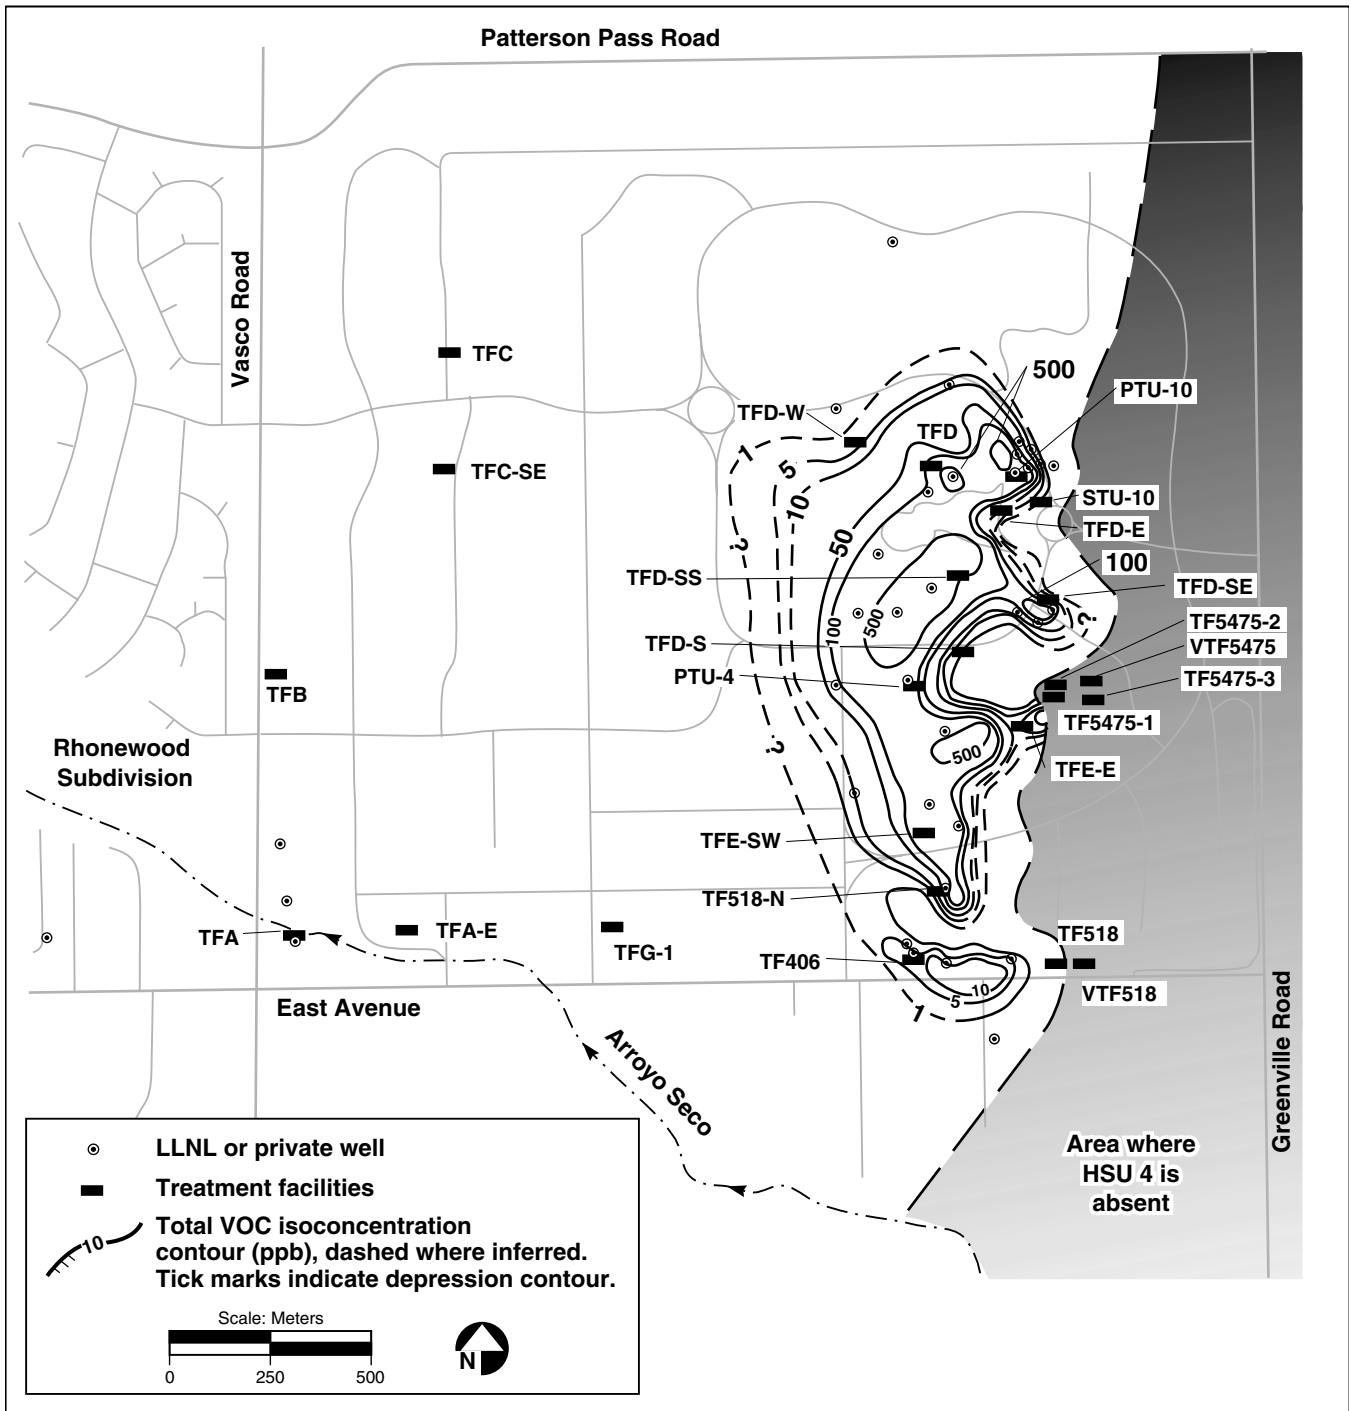 Patterson Pass Road
Vasco Road
TFC
500
PTU-10
TFD-W
TFD
1
5
TFC-SE
10
STU-10
TFD-E
50
?
100
TFD-SS
TFD-SE
?
500
TF5475-2
100
TFD-S
VTF5475
PTU-4
TF5475-3
TFB
TF5475-1
Rhonewood
Subdivision
?
500
TFE-E
TFE-SW
TF518-N
TFA
TFA-E
TFG-1
TF518
TF406
10
5
VTF518
1
East Avenue
Arroyo Seco
Greenville Road
Area where
HSU 4 is
absent
LLNL or private well
Treatment facilities
10
Total VOC isoconcentration
contour (ppb), dashed where inferred.
Tick marks indicate depression contour.
Scale: Meters
0 250 500
N